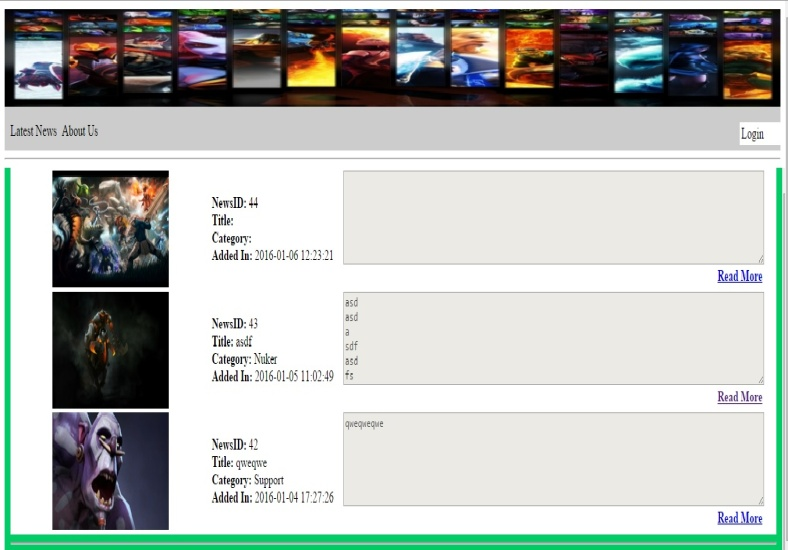 Latest News About Us
Login
NewsID: 44
Title:
Category:
Added In: 2016-01-06 12:23:21
Read More
NewsID: 43
Title: asdf
Category: Nuker
Added In: 2016-01-05 11:02:49
asd
asd
a
sdf
asd
fs
Read More
NewsID: 42
Title: qweqwe
Category: Support
Added In: 2016-01-04 17:27:26
qweqweqwe
Read More